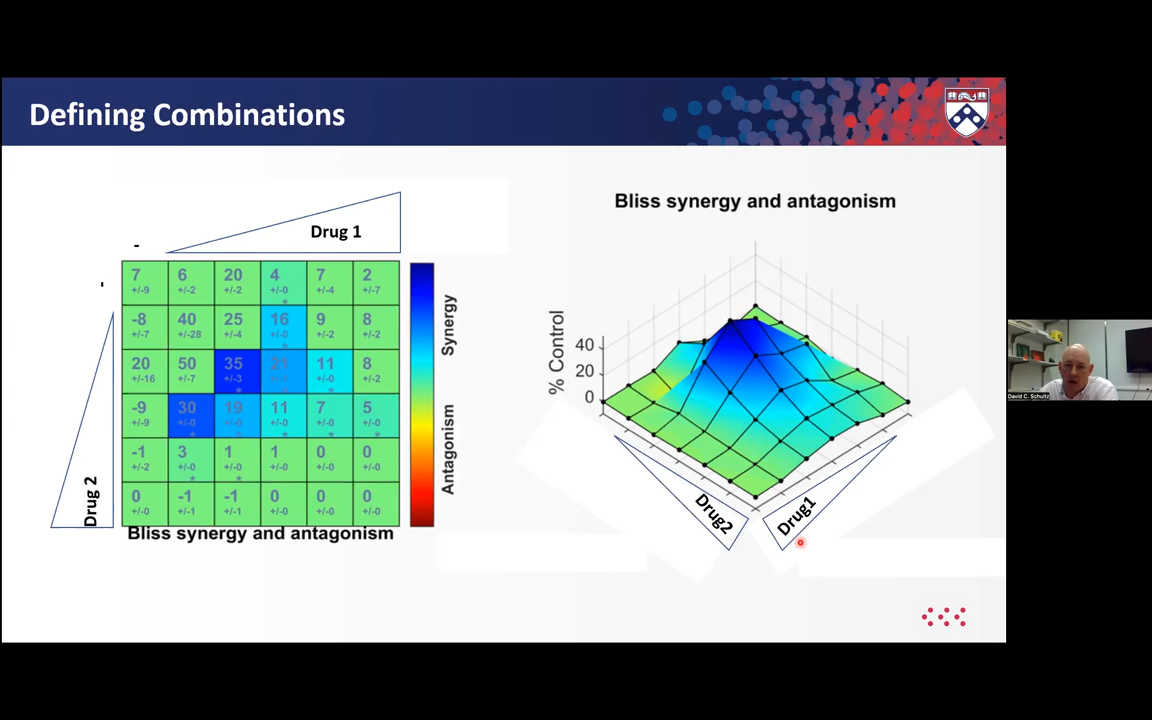 Defining Combinations
Drug 1
-
-
7 6 20 4 7 2
+/-9 +/-2 +/-2 +/-0 +/-4 +/-7
*
-8 40 25 16 9 8
+/-7 +/-28 +/-4 +/-0 +/-2 +/-2
*
20 50 35 21 11 8
+/-16 +/-7 +/-3 +/-0 +/-2
* *
-9 30 19 11 7 5
+/-9 +/-0 +/-0 +/-0 +/-0 +/-0
* * * * *
-1 3 1 1 0 0
+/-2 +/-0 +/-0 +/-0 +/-0 +/-0
* *
0 -1 -1 0 0 0
+/-0 +/-1 +/-1 +/-0 +/-0 +/-0
Drug 2
Synergy
Antagonism
Bliss synergy and antagonism
Bliss synergy and antagonism
% Control
40
20
0
Drug2
Drug1
David C. Schultz